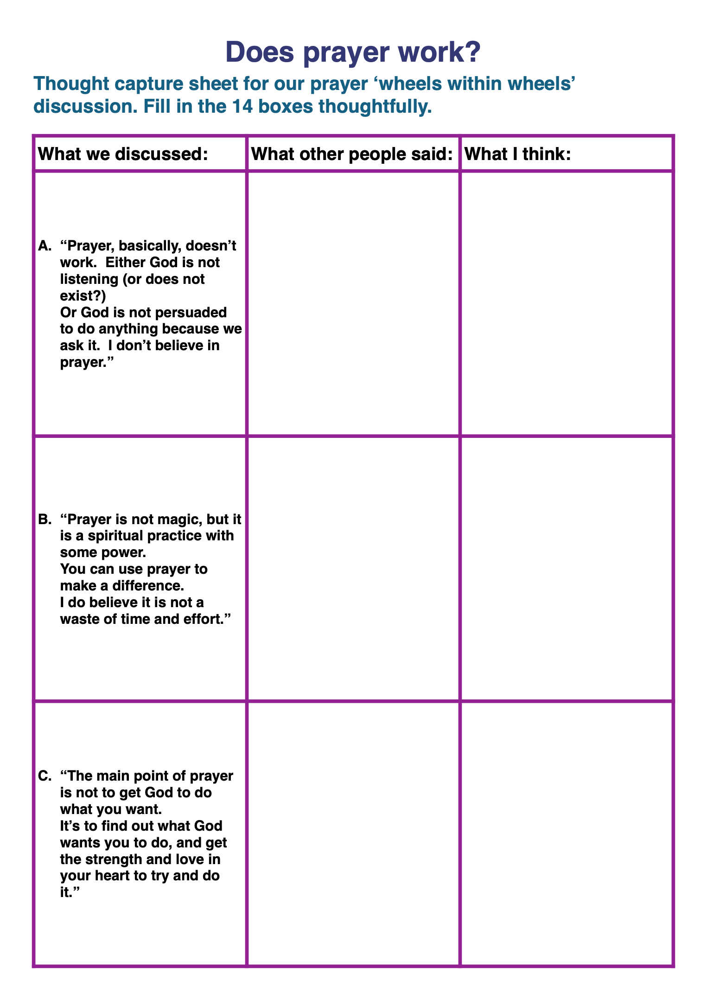 Does prayer work?
Thought capture sheet for our prayer ‘wheels within wheels’
discussion. Fill in the 14 boxes thoughtfully.
What we discussed:
What other people said:
What I think:
A. “Prayer, basically, doesn’t
work.  Either God is not
listening (or does not
exist?)
Or God is not persuaded
to do anything because we
ask it.  I don’t believe in
prayer.”
B. “Prayer is not magic, but it
is a spiritual practice with
some power.
You can use prayer to
make a difference.
I do believe it is not a
waste of time and effort.”
C. “The main point of prayer
is not to get God to do
what you want.
It’s to find out what God
wants you to do, and get
the strength and love in
your heart to try and do
it.”